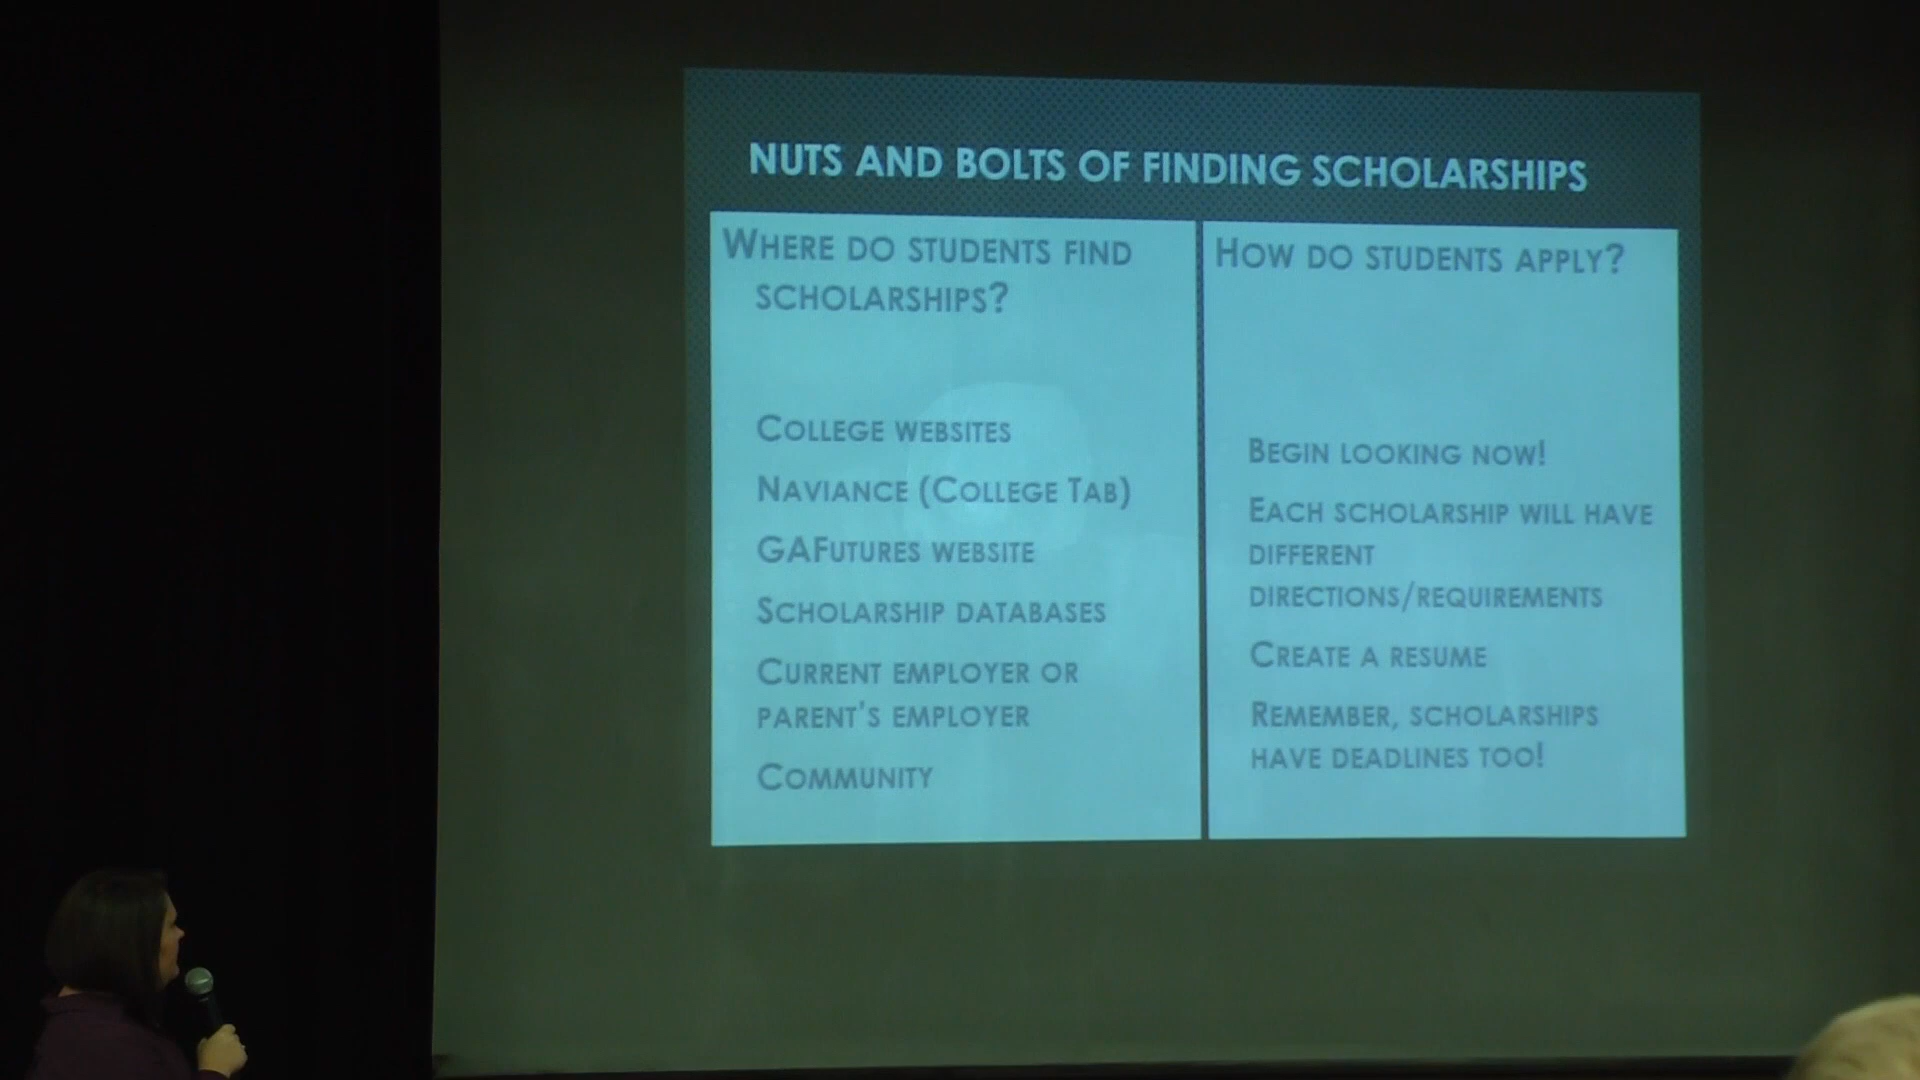 NUTS AND BOLTS OF FINDING SCHOLARSHIPS
WHERE DO STUDENTS FIND
SCHOLARSHIPS?
COLLEGE WEBSITES
NAVIANCE (COLLEGE TAB)
GAFUTURES WEBSITE
SCHOLARSHIP DATABASES
CURRENT EMPLOYER OR
PARENT'S EMPLOYER
COMMUNITY
HOW DO STUDENTS APPLY?
BEGIN LOOKING NOW!
EACH SCHOLARSHIP WILL HAVE
DIFFERENT
DIRECTIONS/REQUIREMENTS
CREATE A RESUME
REMEMBER, SCHOLARSHIPS
HAVE DEADLINES TOO!